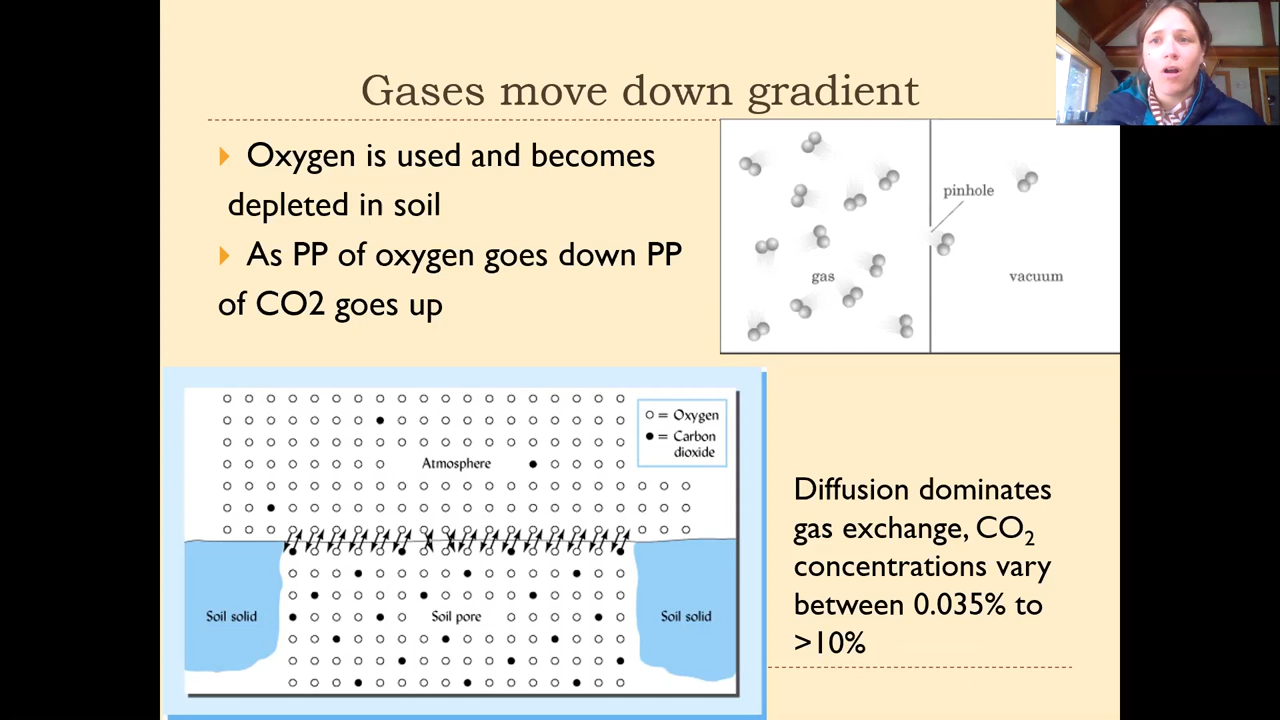 Gases move down gradient
Oxygen is used and becomes
depleted in soil
As PP of oxygen goes down PP
of CO2 goes up
pinhole
gas
vacuum
= Oxygen
= Carbon
dioxide
Atmosphere
Soil solid
Soil pore
Soil solid
Diffusion dominates
gas exchange, CO₂
concentrations vary
between 0.035% to
>10%